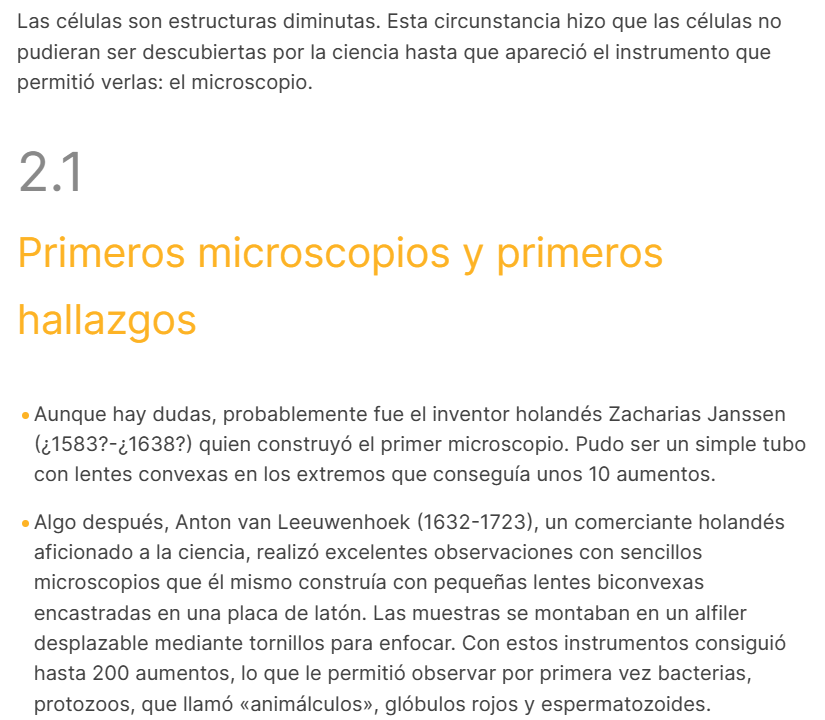 Las células son estructuras diminutas. Esta circunstancia hizo que las células no
pudieran ser descubiertas por la ciencia hasta que apareció el instrumento que
permitió verlas: el microscopio.
2.1
Primeros microscopios y primeros
hallazgos
• Aunque hay dudas, probablemente fue el inventor holandés Zacharias Janssen
(¿1583?-¿1638?) quien construyó el primer microscopio. Pudo ser un simple tubo
con lentes convexas en los extremos que conseguía unos 10 aumentos.
• Algo después, Anton van Leeuwenhoek (1632-1723), un comerciante holandés
aficionado a la ciencia, realizó excelentes observaciones con sencillos
microscopios que él mismo construía con pequeñas lentes biconvexas
encastradas en una placa de latón. Las muestras se montaban en un alfiler
desplazable mediante tornillos para enfocar. Con estos instrumentos consiguió
hasta 200 aumentos, lo que le permitió observar por primera vez bacterias,
protozoos, que llamó «animálculos», glóbulos rojos y espermatozoides.